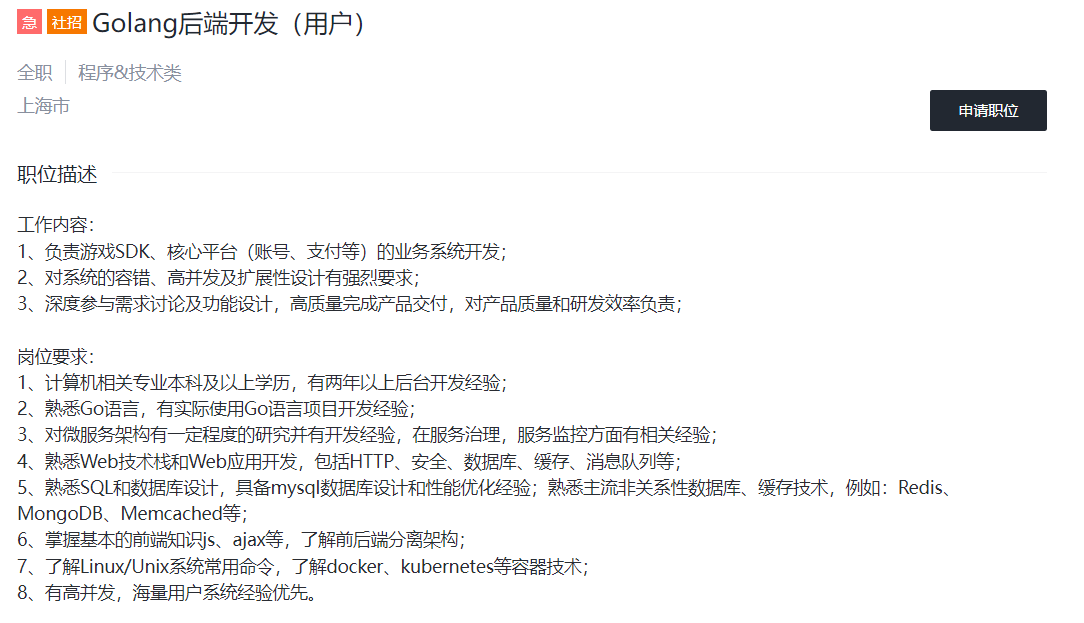 急 社招 Golang后端开发（用户）
全职 程序&技术类
上海市
申请职位
职位描述
工作内容：
1、负责游戏SDK、核心平台（账号、支付等）的业务系统开发；
2、对系统的容错、高并发及扩展性设计有强烈要求；
3、深度参与需求讨论及功能设计，高质量完成产品交付，对产品质量和研发效率负责；
岗位要求：
1、计算机相关专业本科及以上学历，有两年以上后台开发经验；
2、熟悉Go语言，有实际使用Go语言项目开发经验；
3、对微服务架构有一定程度的研究并有开发经验，在服务治理，服务监控方面有相关经验；
4、熟悉Web技术栈和Web应用开发，包括HTTP、安全、数据库、缓存、消息队列等；
5、熟悉SQL和数据库设计，具备mysql数据库设计和性能优化经验；熟悉主流非关系性数据库、缓存技术，例如：Redis、
MongoDB、Memcached等；
6、掌握基本的前端知识js、ajax等，了解前后端分离架构；
7、了解Linux/Unix系统常用命令，了解docker、kubernetes等容器技术；
8、有高并发，海量用户系统经验优先。